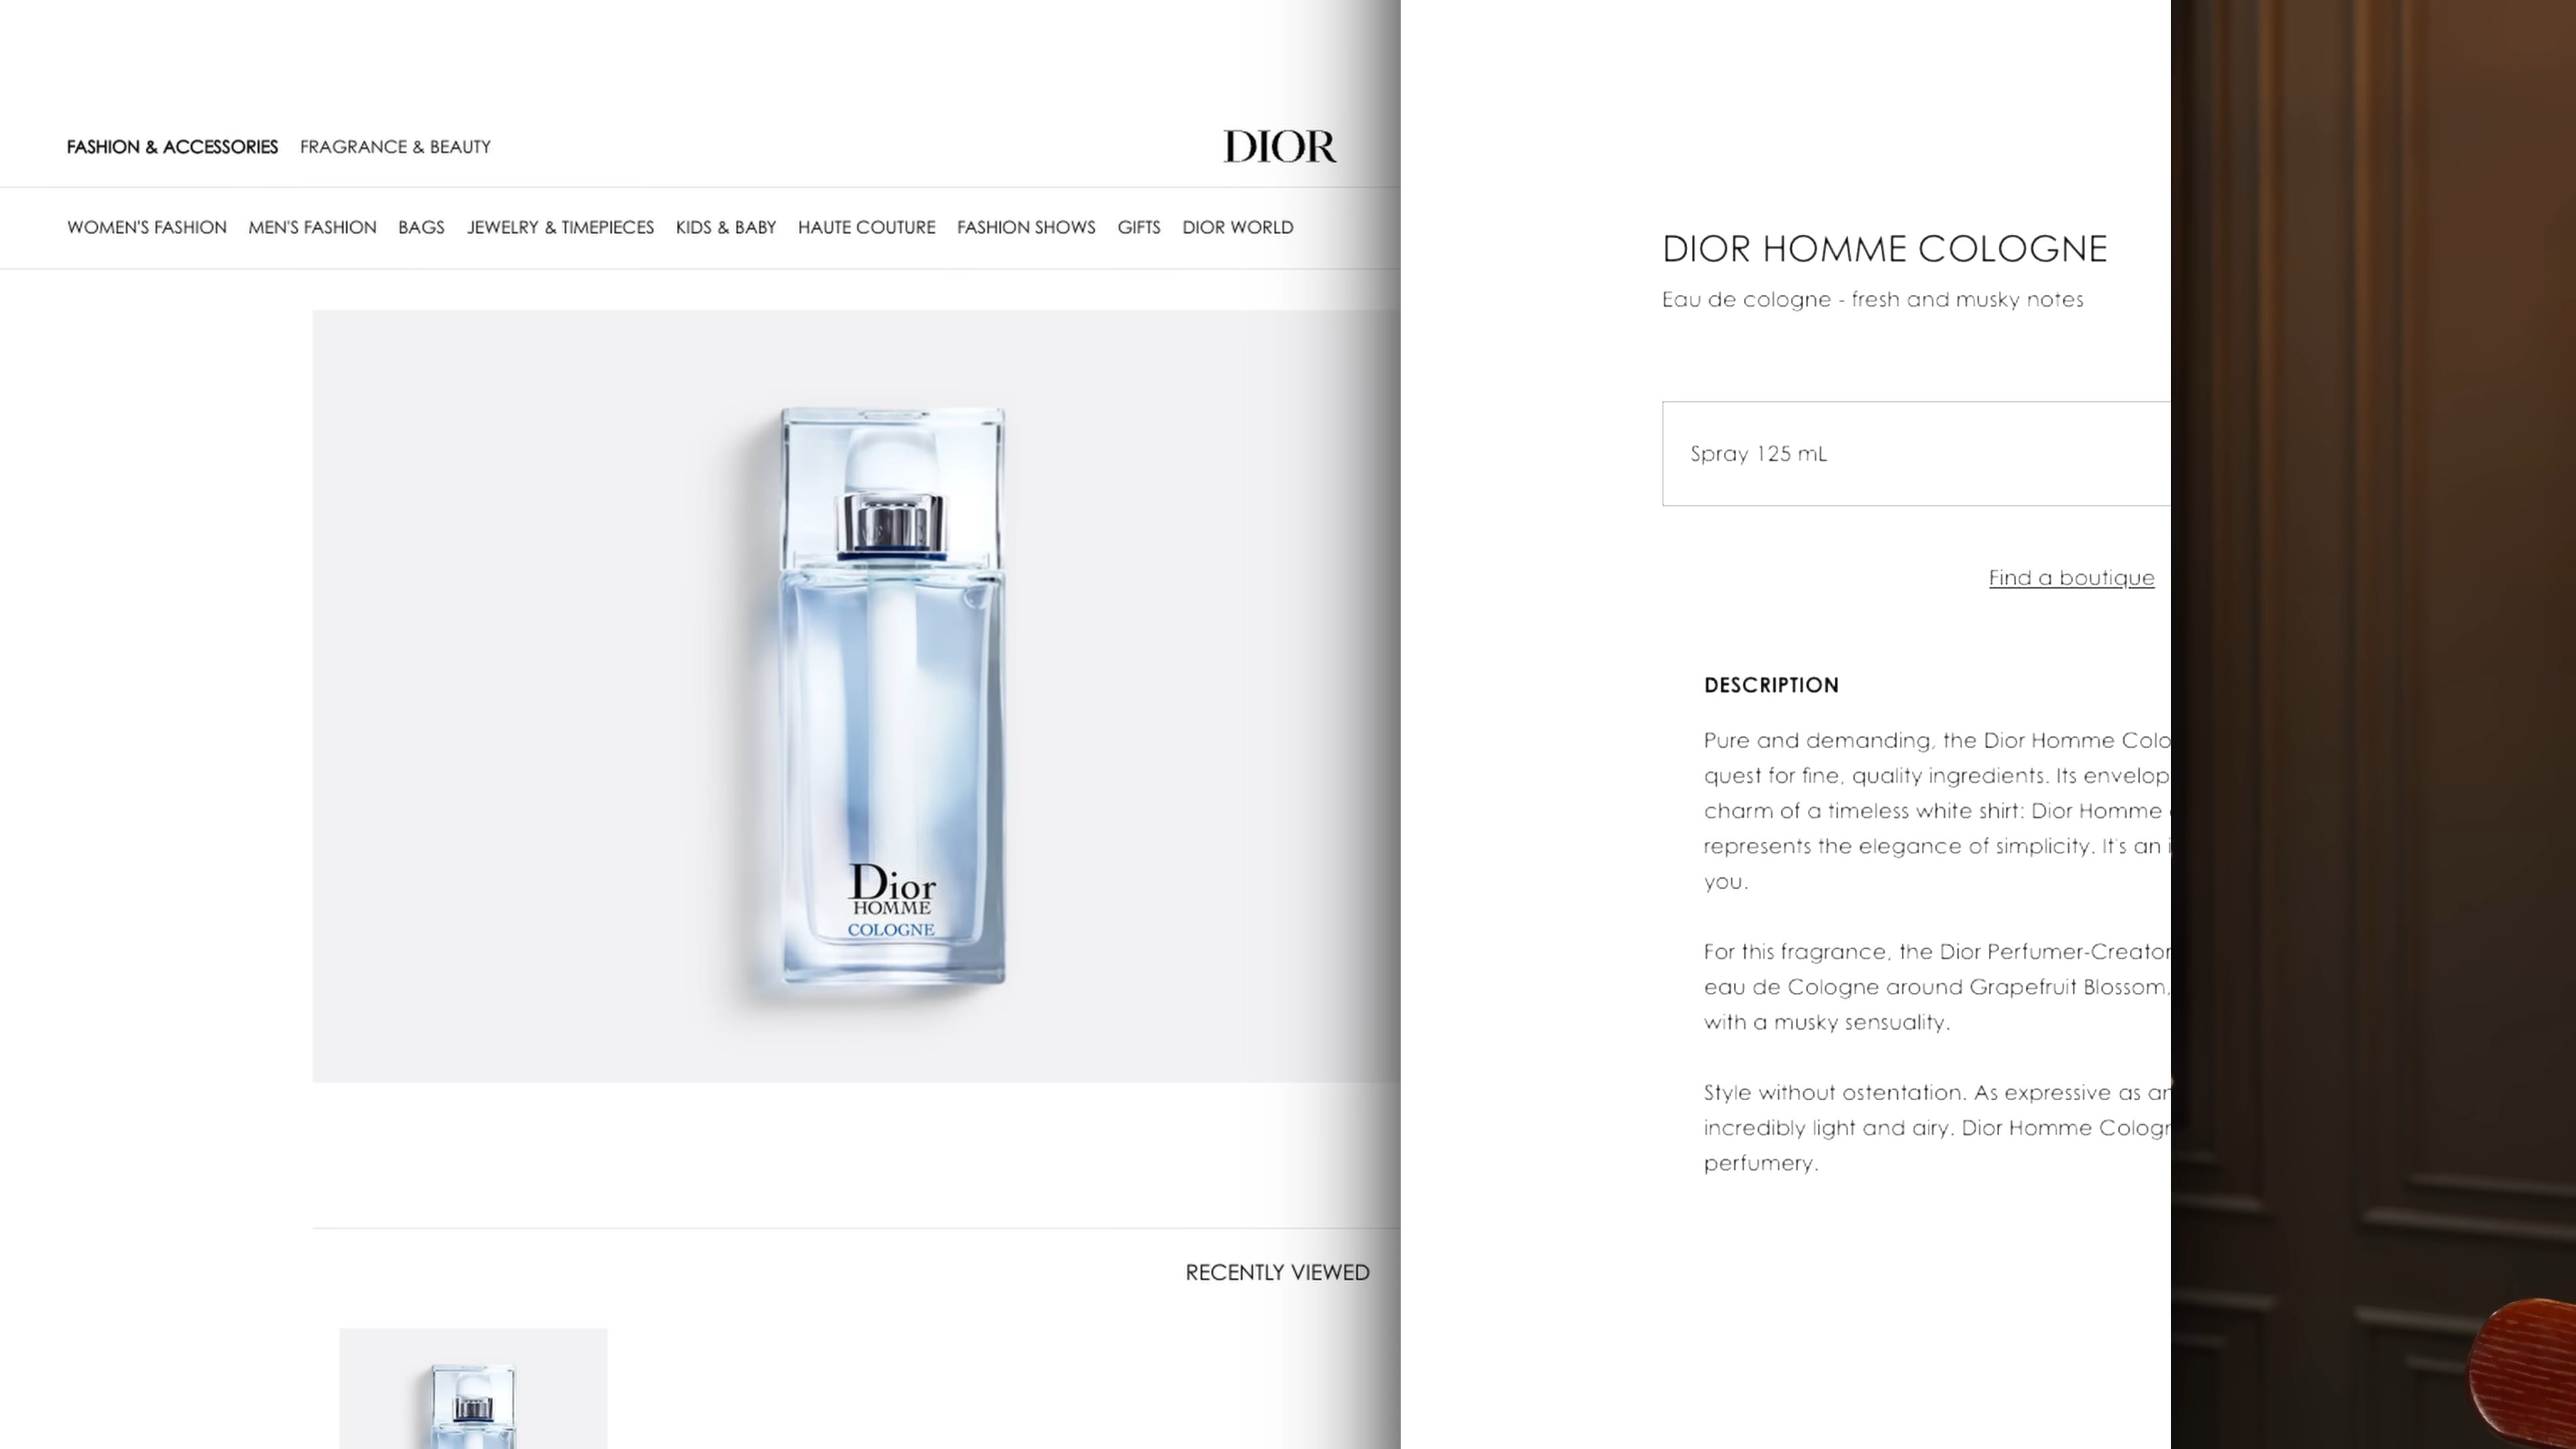 FASHION & ACCESSORIES FRAGRANCE & BEAUTY
DIOR
WOMEN'S FASHION MEN'S FASHION BAGS JEWELRY & TIMEPIECES KIDS & BABY HAUTE COUTURE FASHION SHOWS GIFTS DIOR WORLD
Dior
HOMME
COLOGNE
RECENTLY VIEWED
DIOR HOMME COLOGNE
Eau de cologne - fresh and musky notes
Spray 125 mL
Find a boutique
DESCRIPTION
Pure and demanding, the Dior Homme Colo
quest for fine, quality ingredients. Its envelop
charm of a timeless white shirt: Dior Homme
represents the elegance of simplicity. It's an
you.
For this fragrance, the Dior Perfumer-Creator
eau de Cologne around Grapefruit Blossom,
with a musky sensuality.
Style without ostentation. As expressive as
incredibly light and airy. Dior Homme Cologn
perfumery.